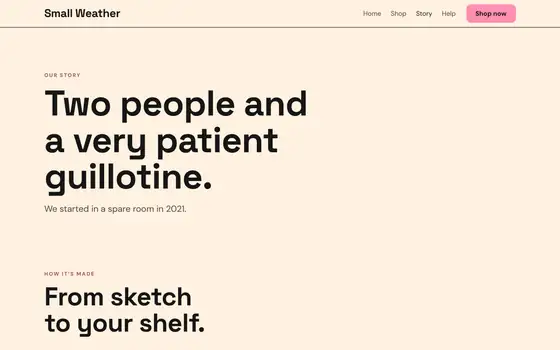 Small Weather
Home Shop Story Help Shop now
OUR STORY
Two people and
a very patient
guillotine.
We started in a spare room in 2021.
HOW IT'S MADE
From sketch
to your shelf.